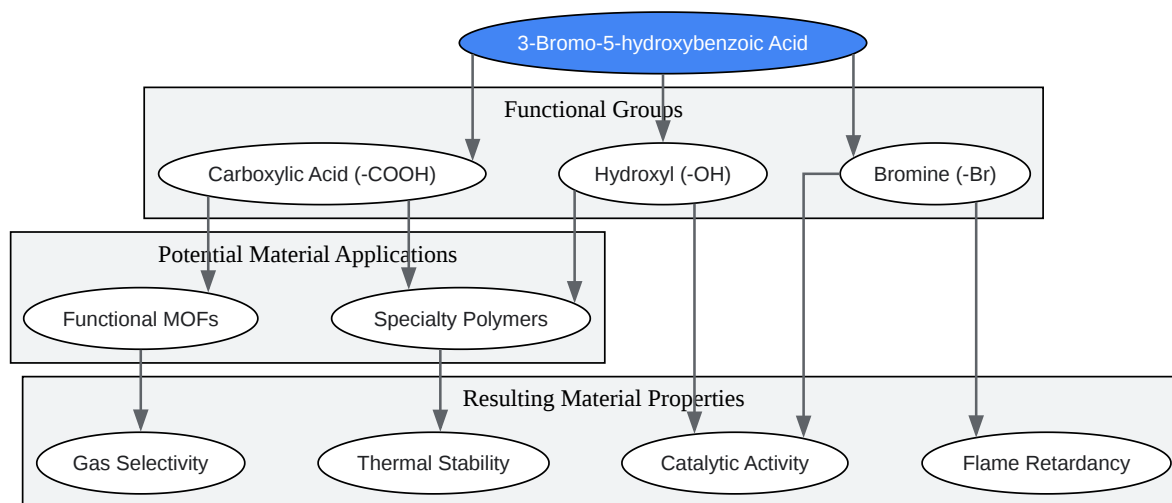 3-Bromo-5-hydroxybenzoic Acid
Functional Groups
Carboxylic Acid (-COOH)
Hydroxyl (-OH)
Bromine (-Br)
Potential Material Applications
Functional MOFs
Specialty Polymers
Resulting Material Properties
Gas Selectivity
Thermal Stability
Catalytic Activity
Flame Retardancy